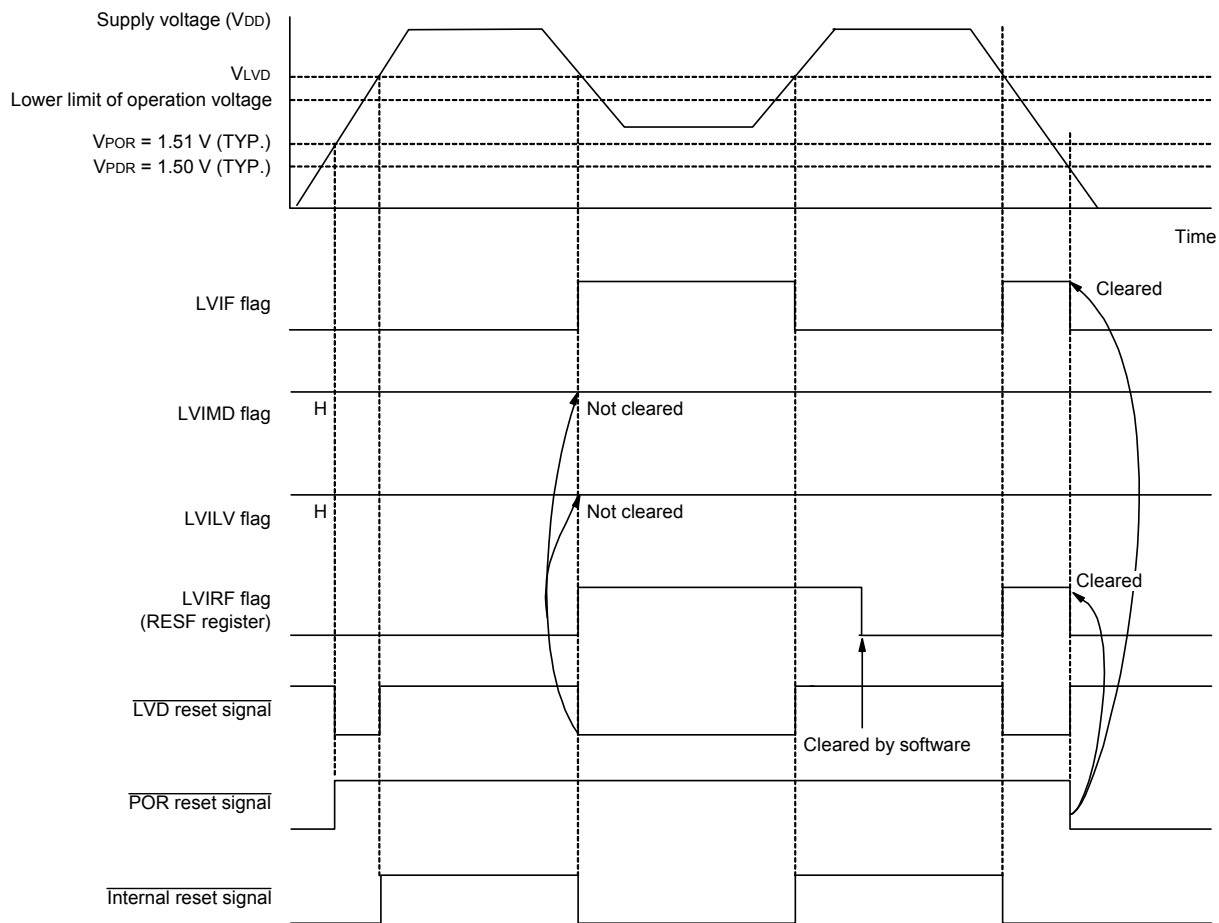 Supply voltage (VDD)
VLVD
Lower limit of operation voltage
VPOR = 1.51 V (TYP.)
VPDR = 1.50 V (TYP.)
Time
LVIF flag
Cleared
LVIMD flag
H
Not cleared
LVILV flag
H
Not cleared
LVIRF flag
(RESF register)
Cleared
LVD reset signal
Cleared by software
POR reset signal
Internal reset signal